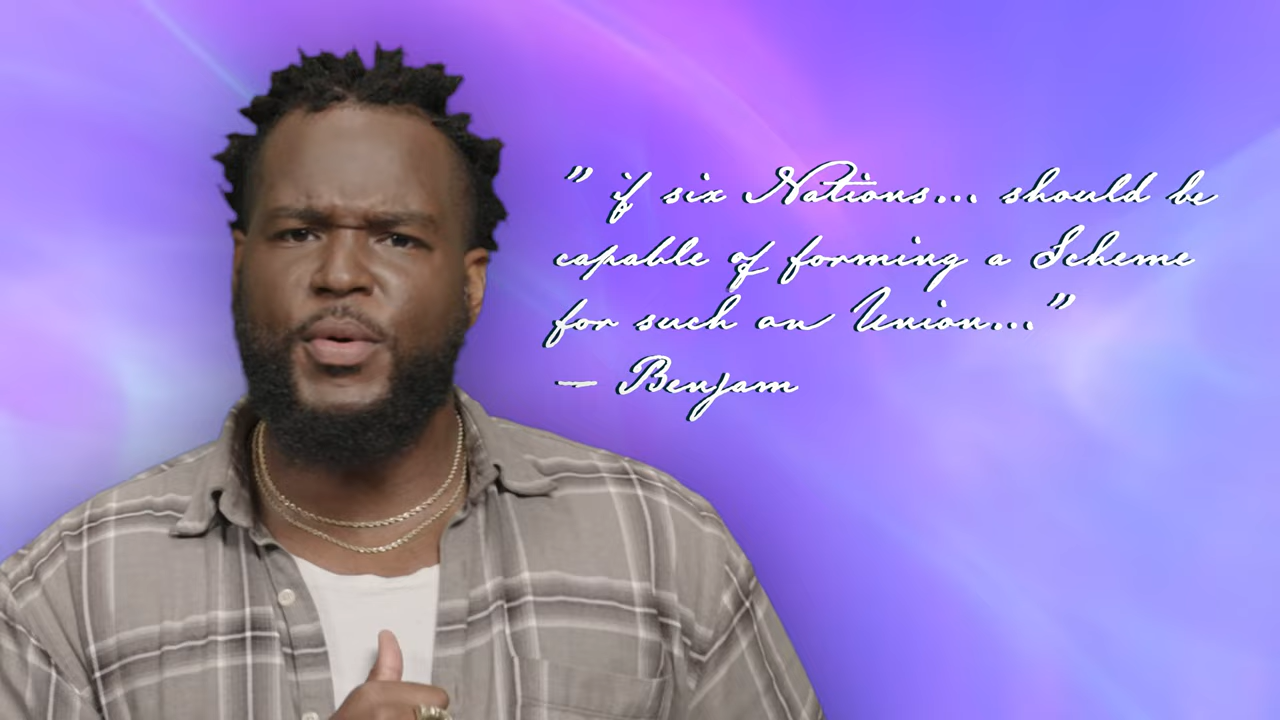 " if six Nations... should be
capable of forming a Scheme
for such an Union..."
— Benjam